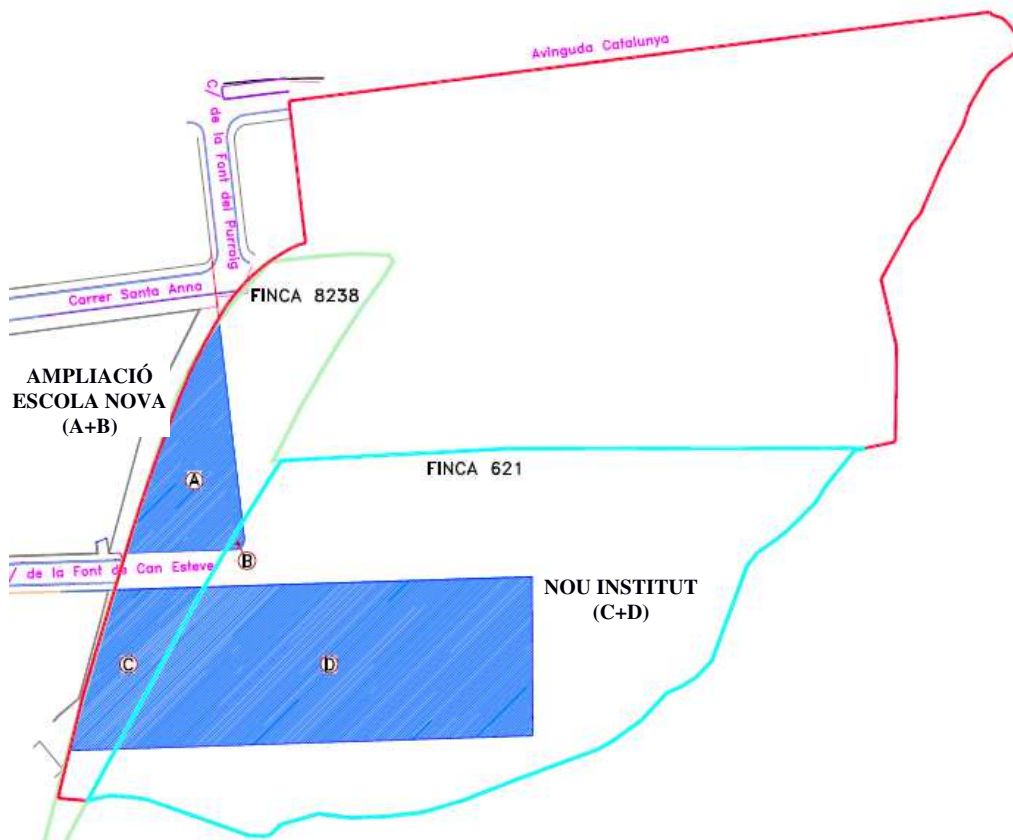 Avinguda Catalunya
C/ de la Font del Purraig
Carrer Santa Anna
FINCA 8238
AMPLIACIÓ
ESCOLA NOVA
(A+B)
FINCA 621
A
B
/ de la Font de Can Esteve
NOU INSTITUT
(C+D)
C
D